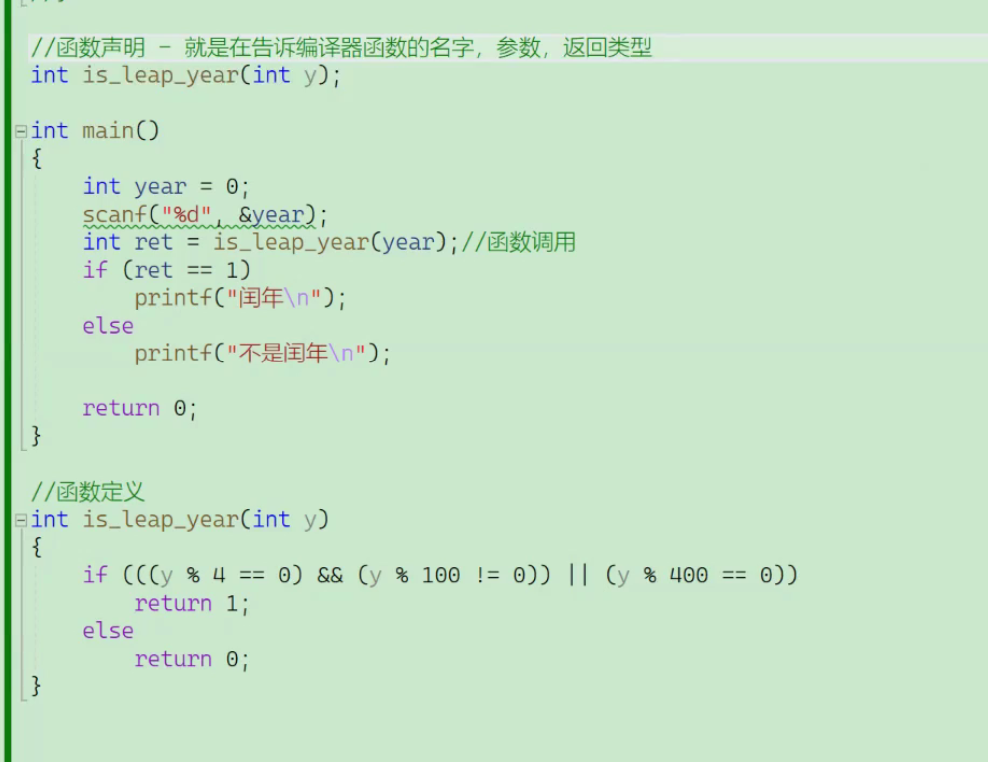 //函数声明 - 就是在告诉编译器函数的名字，参数，返回类型
int is_leap_year(int y);
int main()
{
int year = 0;
scanf("%d", &year);
int ret = is_leap_year(year);//函数调用
if (ret == 1)
printf("闰年\n");
else
printf("不是闰年\n");
return 0;
}
//函数定义
int is_leap_year(int y)
{
if (((y % 4 == 0) && (y % 100 != 0)) || (y % 400 == 0))
return 1;
else
return 0;
}